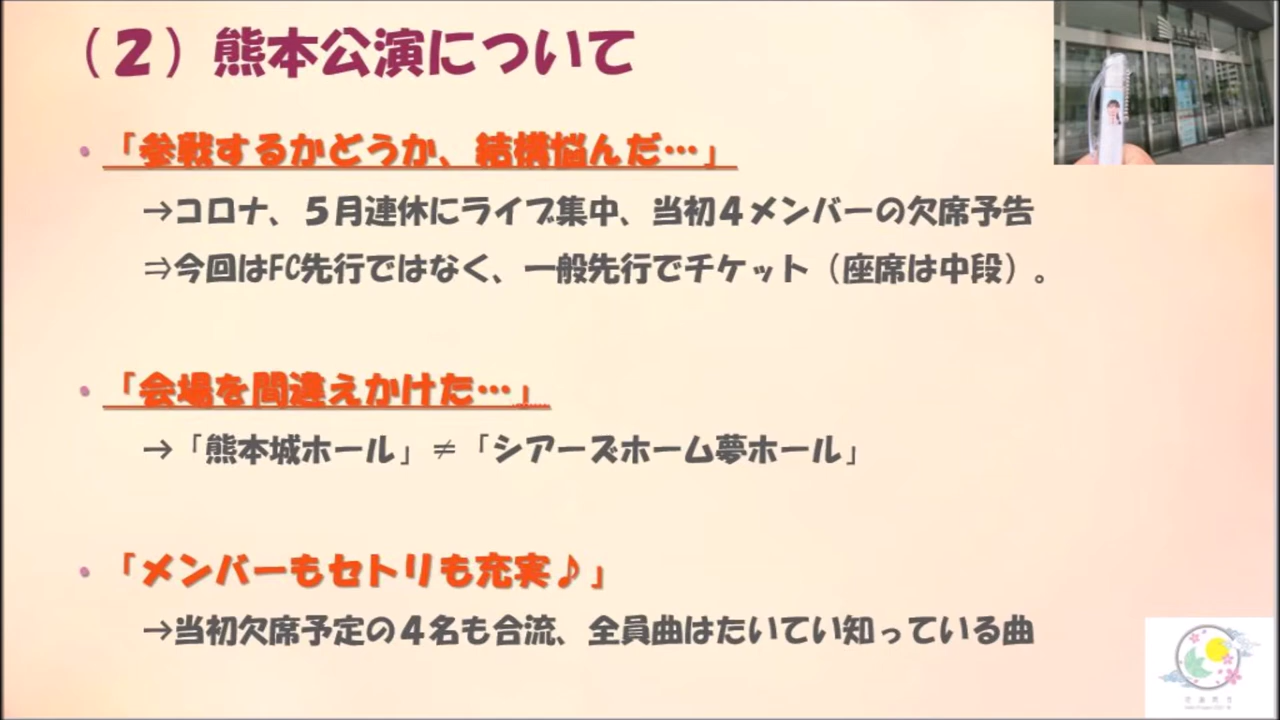 （２）熊本公演について
・「参戦するかどうか、結構悩んだ…」
→コロナ、５月連休にライブ集中、当初４メンバーの欠席予告
⇒今回はFC先行ではなく、一般先行でチケット（座席は中段）。
・「会場を間違えかけた…」
→「熊本城ホール」≠「シアーズホーム夢ホール」
・「メンバーもセトリも充実♪」
→当初欠席予定の４名も合流、全員曲はたいてい知っている曲